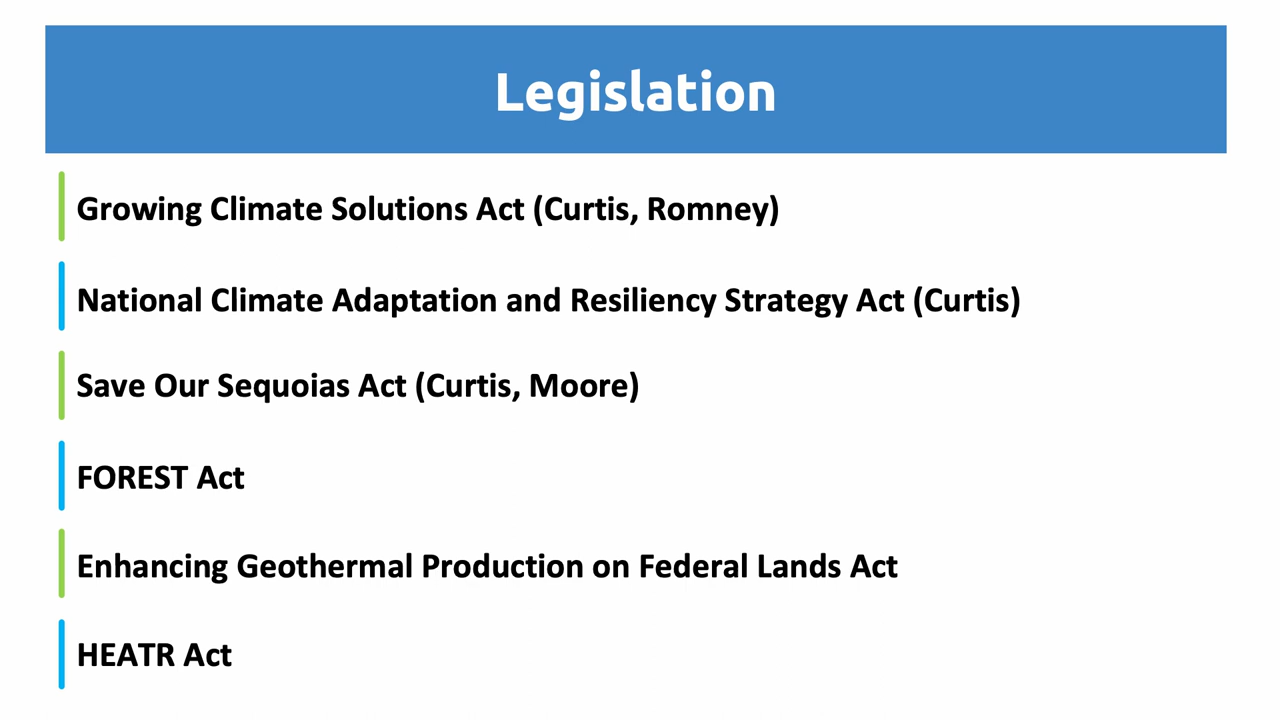 Legislation
Growing Climate Solutions Act (Curtis, Romney)
National Climate Adaptation and Resiliency Strategy Act (Curtis)
Save Our Sequoias Act (Curtis, Moore)
FOREST Act
Enhancing Geothermal Production on Federal Lands Act
HEATR Act